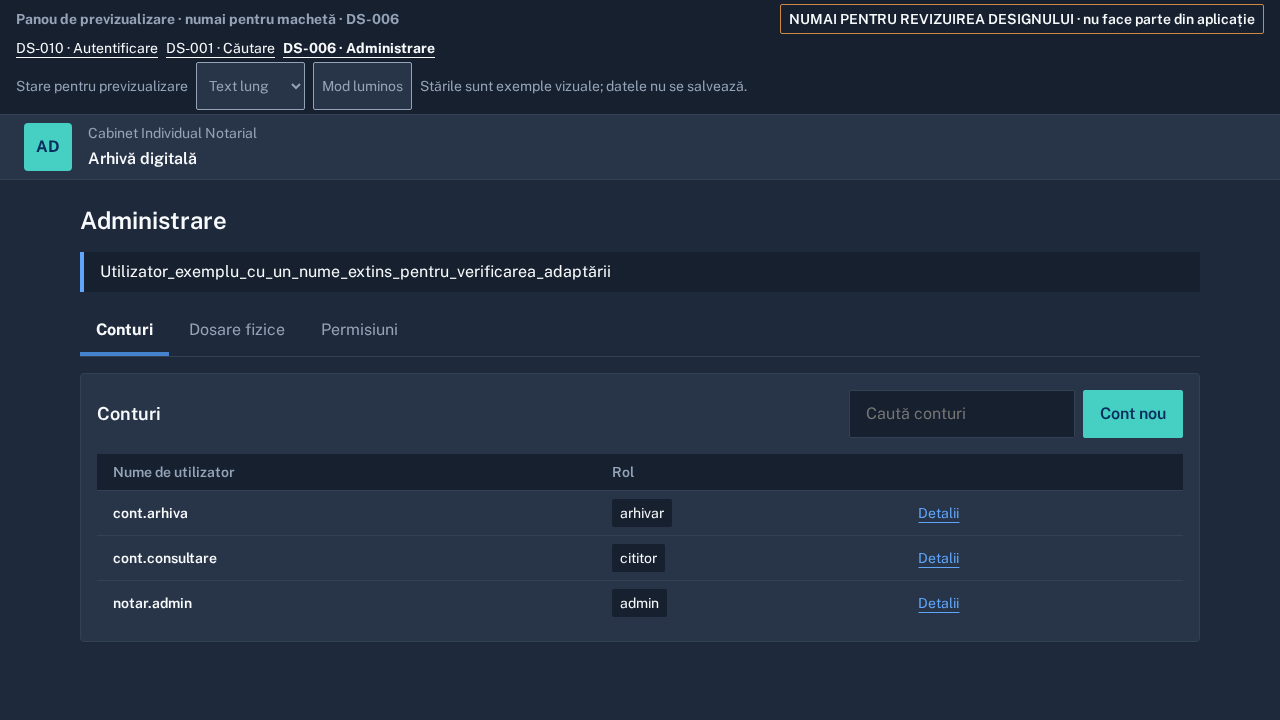 Panou de previzualizare · numai pentru machetă · DS-006
NUMAI PENTRU REVIZUIREA DESIGNULUI · nu face parte din aplicație
DS-010 · Autentificare DS-001 · Căutare DS-006 · Administrare
Stare pentru previzualizare Text lung Mod luminos Stările sunt exemple vizuale; datele nu se salvează.
AD
Cabinet Individual Notarial
Arhivă digitală
Administrare
Utilizator_exemplu_cu_un_nume_extins_pentru_verificarea_adaptării
Conturi Dosare fizice Permisiuni
Conturi Caută conturi Cont nou
Nume de utilizator Rol
cont.arhiva arhivar Detalii
cont.consultare cititor Detalii
notar.admin admin Detalii